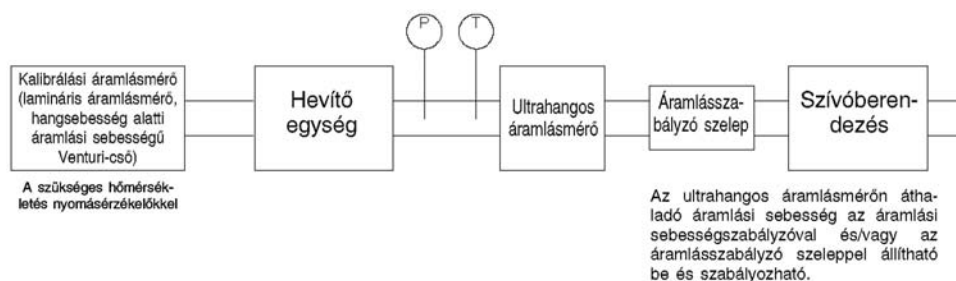 P
T
Kalibrálási áramlásmérő
(lamináris áramlásmérő,
hangsebesség alatti
áramlási sebességű
Venturi-cső)
A szükséges hőmérsék-
letés nyomásérzékelőkkel
Hevítő
egység
Ultrahangos
áramlásmérő
Áramlássza-
bályzó szelep
Szívóberen-
dezés
Az ultrahangos áramlásmérőn átha-
ladó áramlási sebesség az áramlási
sebességszabályzóval és/vagy az
áramlásszabályzó szeleppel állítható
be és szabályozható.